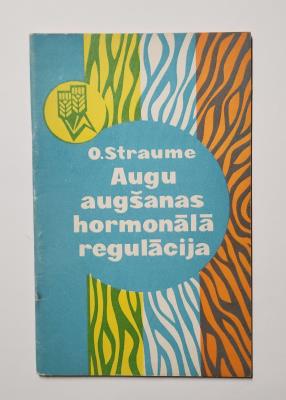 O.Straume
Augu
augšanas
hormonālā
regulācija